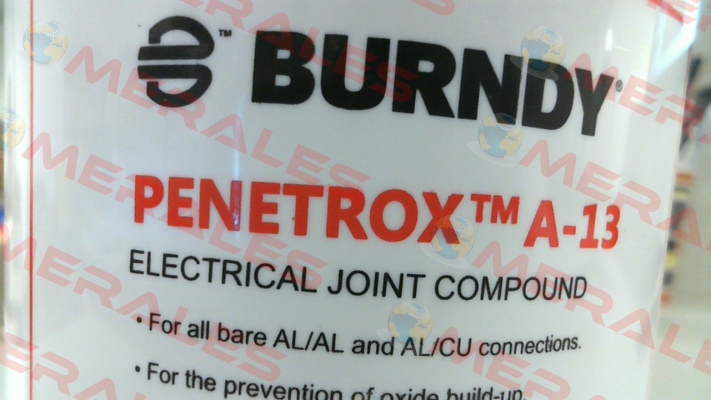 BURNDY®
PENETROX™ A-13
ELECTRICAL JOINT COMPOUND
• For all bare AL/AL and AL/CU connections.
• For the prevention of oxide build-up.